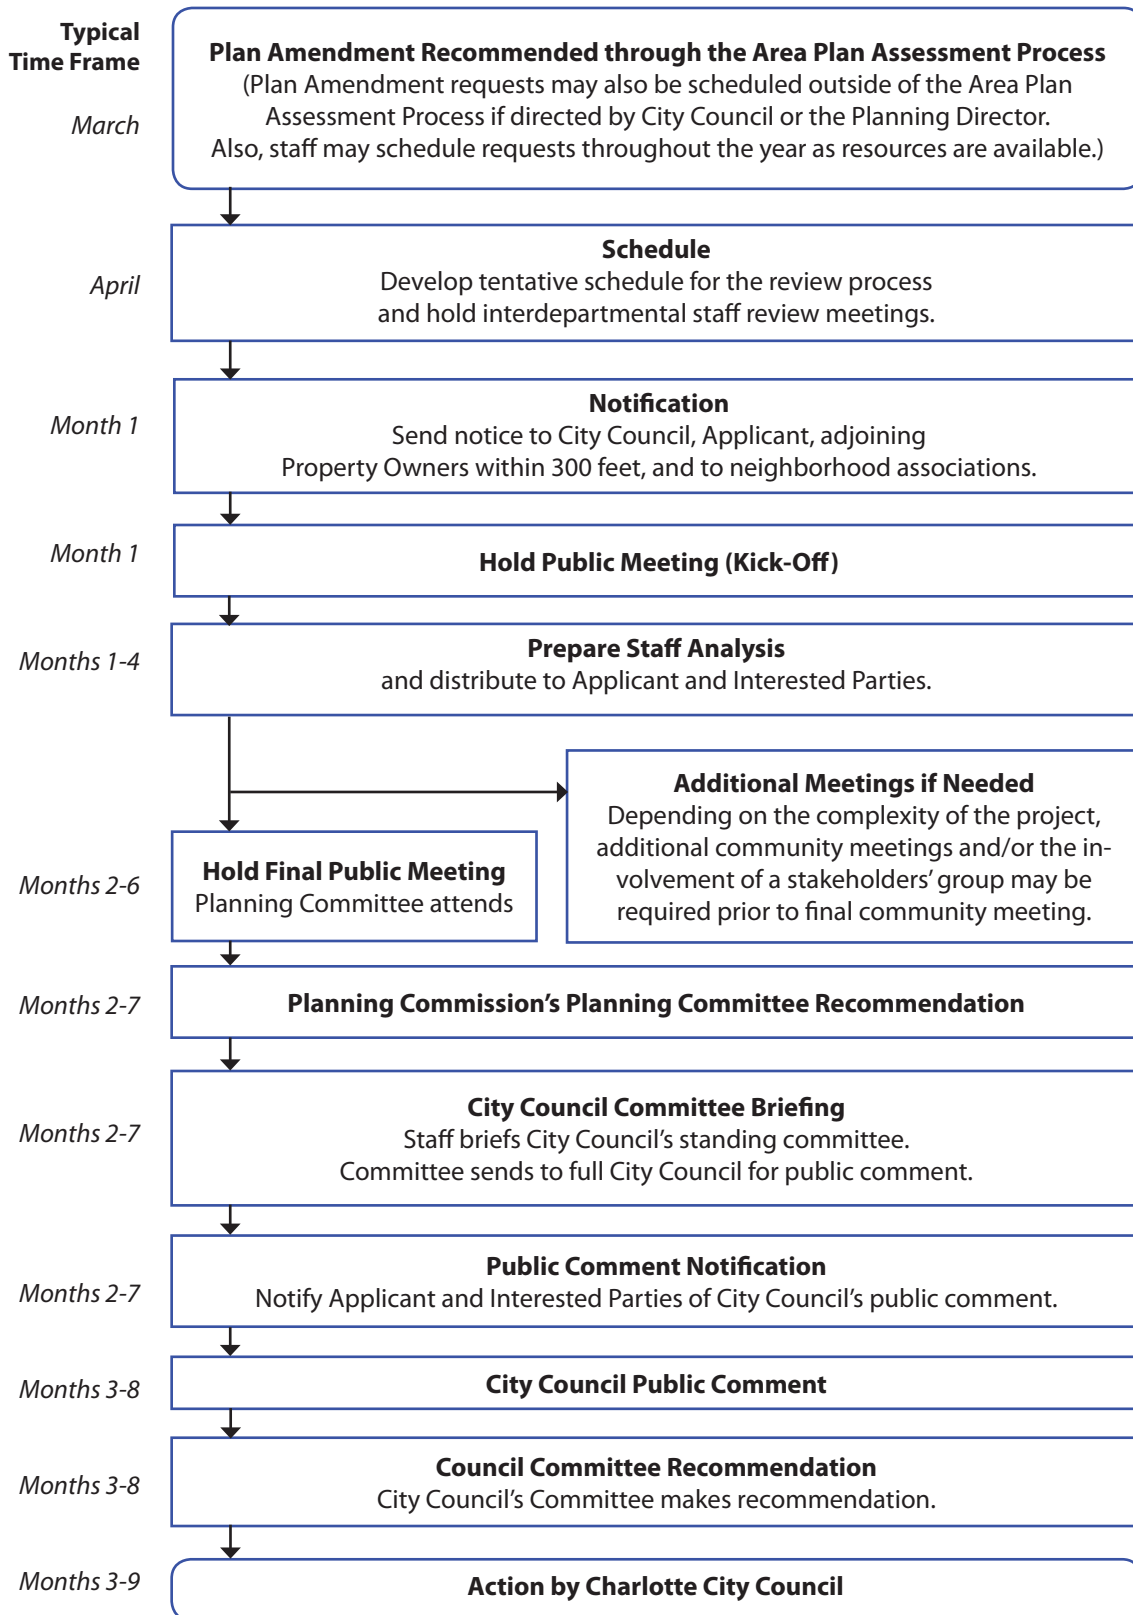 Typical
Time Frame
March
Plan Amendment Recommended through the Area Plan Assessment Process
(Plan Amendment requests may also be scheduled outside of the Area Plan
Assessment Process if directed by City Council or the Planning Director.
Also, staff may schedule requests throughout the year as resources are available.)
April
Schedule
Develop tentative schedule for the review process
and hold interdepartmental staff review meetings.
Month 1
Notification
Send notice to City Council, Applicant, adjoining
Property Owners within 300 feet, and to neighborhood associations.
Month 1
Hold Public Meeting (Kick-Off)
Months 1-4
Prepare Staff Analysis
and distribute to Applicant and Interested Parties.
Additional Meetings if Needed
Depending on the complexity of the project,
additional community meetings and/or the in-
volvement of a stakeholders' group may be
required prior to final community meeting.
Months 2-6
Hold Final Public Meeting
Planning Committee attends
Months 2-7
Planning Commission's Planning Committee Recommendation
Months 2-7
City Council Committee Briefing
Staff briefs City Council's standing committee.
Committee sends to full City Council for public comment.
Months 2-7
Public Comment Notification
Notify Applicant and Interested Parties of City Council's public comment.
Months 3-8
City Council Public Comment
Months 3-8
Council Committee Recommendation
City Council's Committee makes recommendation.
Months 3-9
Action by Charlotte City Council